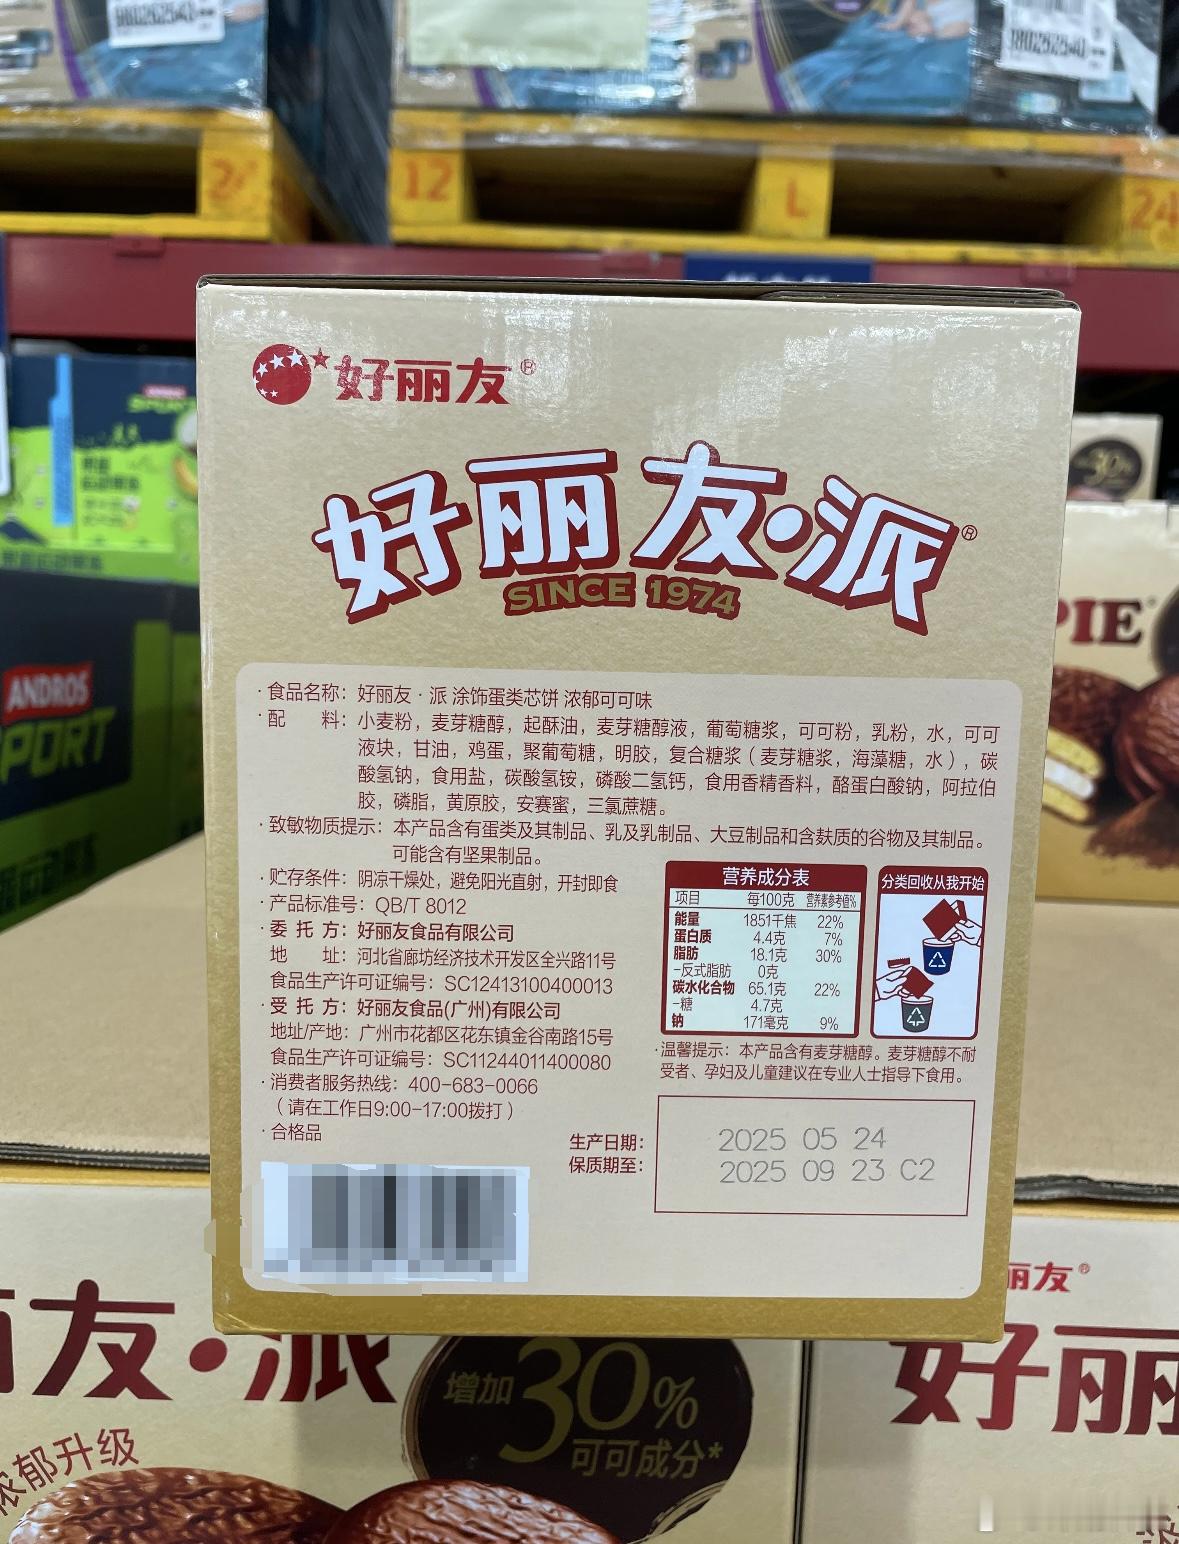 12
L
24
好丽友®
好丽友·派®
SINCE 1974
·食品名称：好丽友·派 涂饰蛋类芯饼 浓郁可可味
·配 料：小麦粉，麦芽糖醇，起酥油，麦芽糖醇液，葡萄糖浆，可可粉，乳粉，水，可可
液块，甘油，鸡蛋，聚葡萄糖，明胶，复合糖浆（麦芽糖浆，海藻糖，水），碳
酸氢钠，食用盐，碳酸氢铵，磷酸二氢钙，食用香精香料，酪蛋白酸钠，阿拉伯
胶，磷脂，黄原胶，安赛蜜，三氯蔗糖。
·致敏物质提示：本产品含有蛋类及其制品、乳及乳制品、大豆制品和含麸质的谷物及其制品。
可能含有坚果制品。
·贮存条件：阴凉干燥处，避免阳光直射，开封即食
·产品标准号：QB/T 8012
·委 托 方：好丽友食品有限公司
地 址：河北省廊坊经济技术开发区全兴路11号
食品生产许可证编号：SC12413100400013
·受 托 方：好丽友食品(广州)有限公司
地址/产地：广州市花都区花东镇金谷南路15号
食品生产许可证编号：SC11244011400080
·消费者服务热线：400-683-0066
（请在工作日9:00-17:00拨打）
·合格品
营养成分表
项目 每100克 营养素参考值%
能量 1851千焦 22%
蛋白质 4.4克 7%
脂肪 18.1克 30%
-反式脂肪 0克
碳水化合物 65.1克 22%
-糖 4.7克
钠 171毫克 9%
分类回收从我开始
·温馨提示：本产品含有麦芽糖醇。麦芽糖醇不耐
受者、孕妇及儿童建议在专业人士指导下食用。
生产日期：2025 05 24
保质期至：2025 09 23 C2
ANDROS
PORT
PIE
友·派
浓郁升级
增加30%
可可成分*
丽友®
好丽